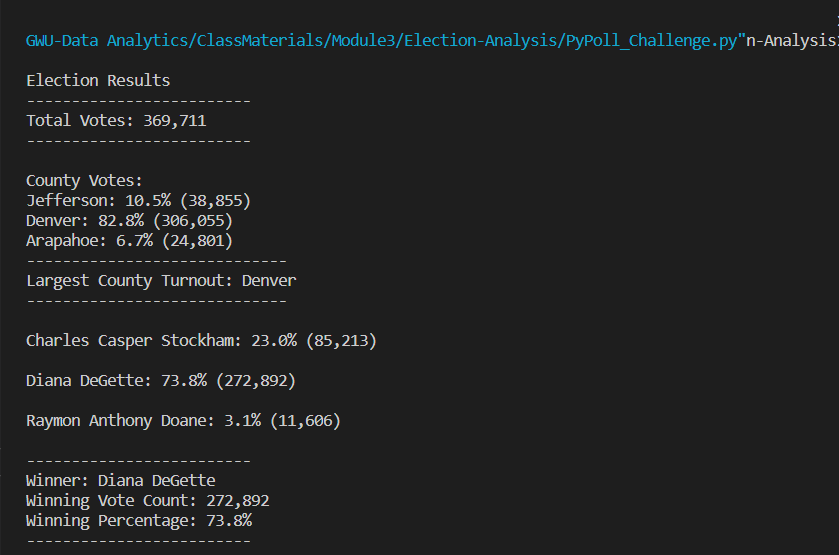 GWU-Data Analytics/ClassMaterials/Module3/Election-Analysis/PyPoll_Challenge.py"n-Analysis
Election Results
-------------------------
Total Votes: 369,711
-------------------------
County Votes:
Jefferson: 10.5% (38,855)
Denver: 82.8% (306,055)
Arapahoe: 6.7% (24,801)
-----------------------------
Largest County Turnout: Denver
-----------------------------
Charles Casper Stockham: 23.0% (85,213)
Diana DeGette: 73.8% (272,892)
Raymon Anthony Doane: 3.1% (11,606)
-------------------------
Winner: Diana DeGette
Winning Vote Count: 272,892
Winning Percentage: 73.8%
-------------------------